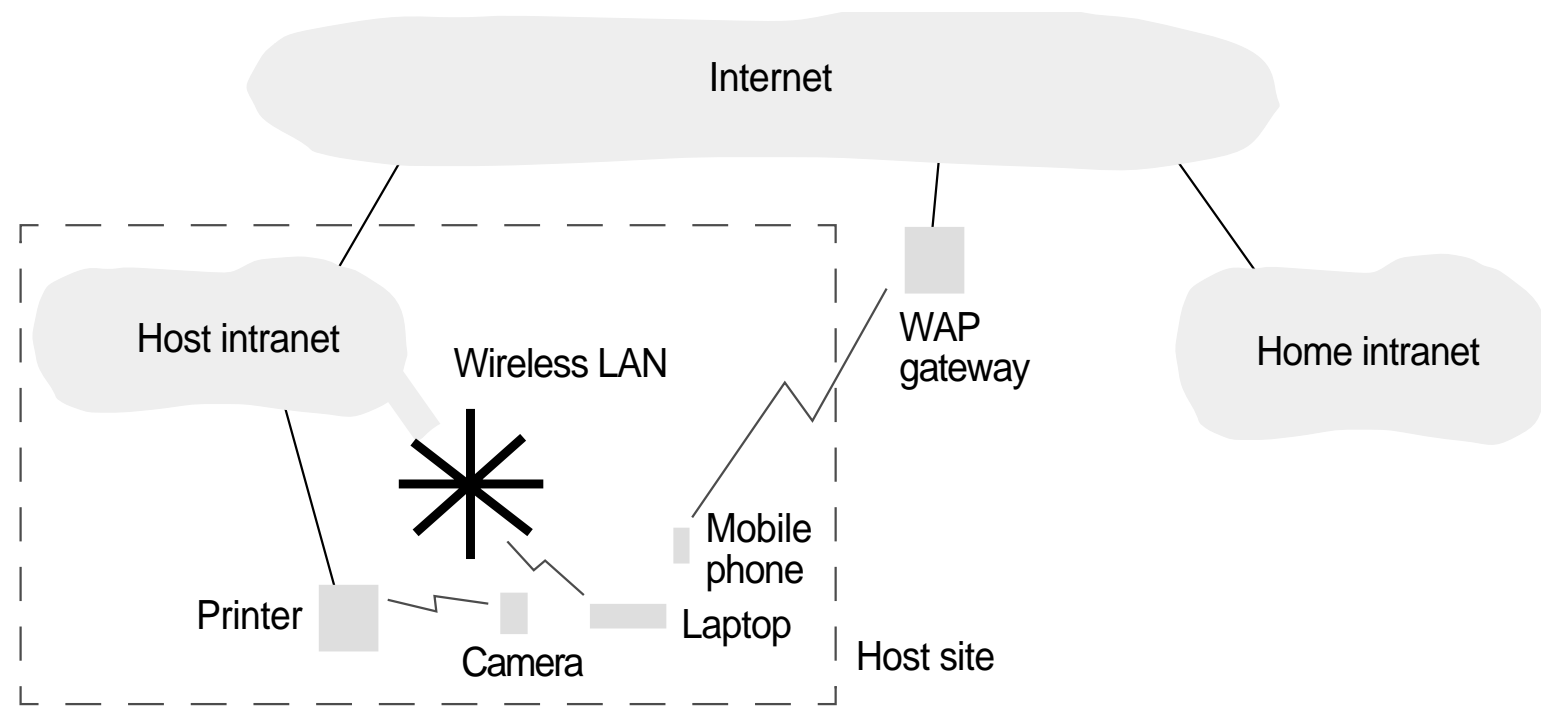 Internet
Host intranet
Wireless LAN
WAP
gateway
Home intranet
Mobile
phone
Printer
Camera
Laptop
Host site